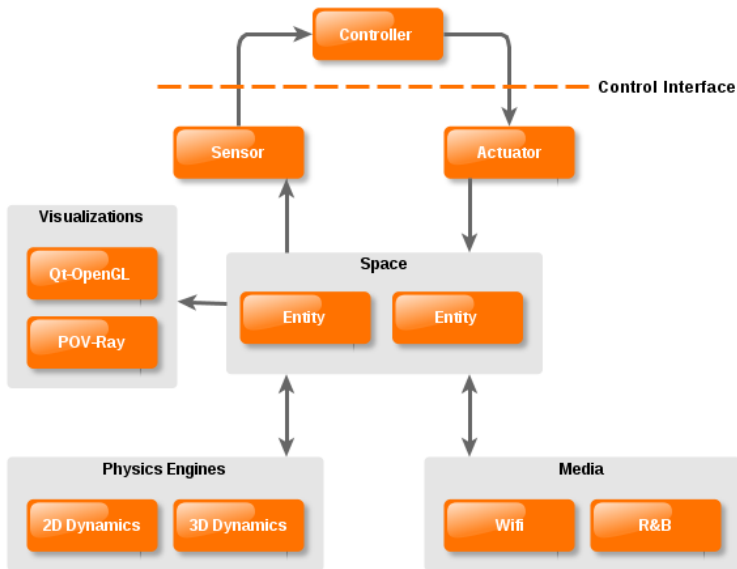 Controller
Control Interface
Sensor
Actuator
Visualizations
Qt-OpenGL
POV-Ray
Space
Entity
Entity
Physics Engines
2D Dynamics
3D Dynamics
Media
Wifi
R&B